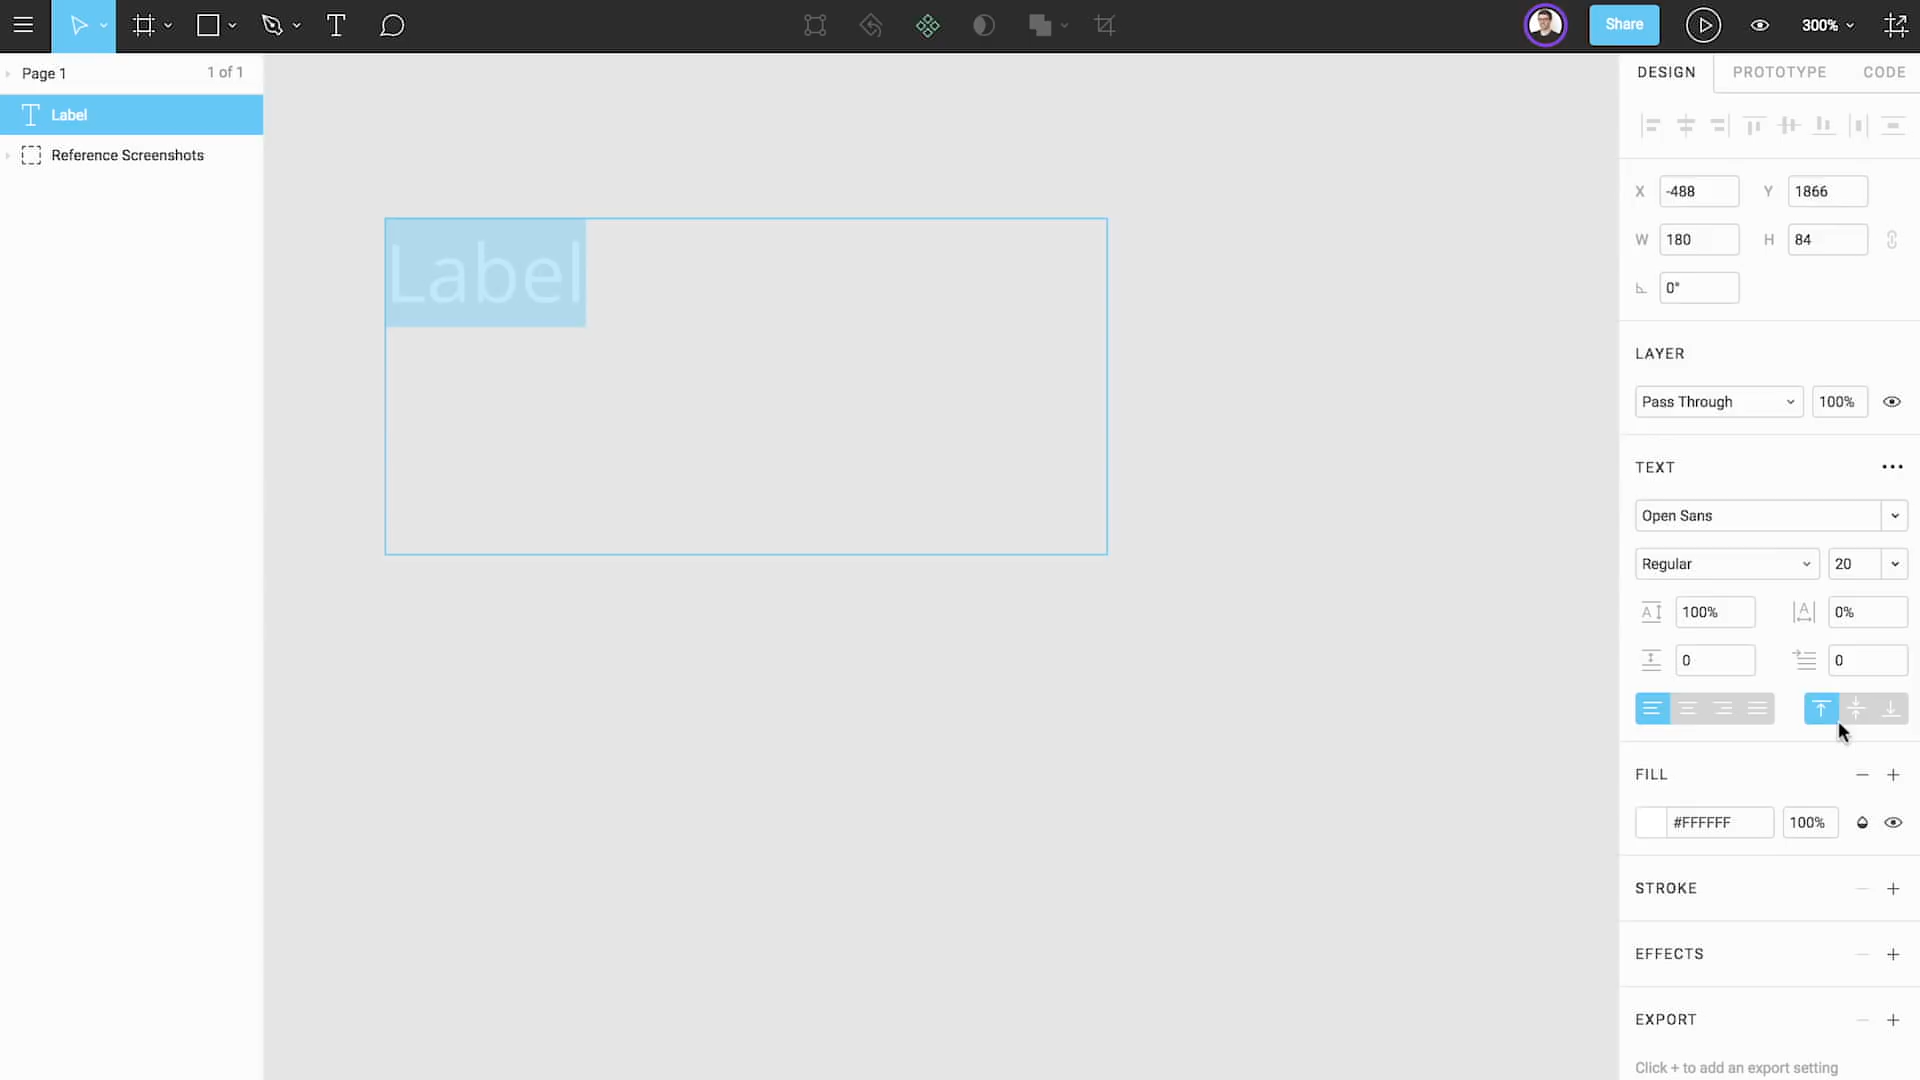 Share
300%
Page 1
1 of 1
Label
Reference Screenshots
Label
DESIGN
PROTOTYPE
CODE
X
-488
Y
1866
W
180
H
84
0°
LAYER
Pass Through
100%
TEXT
Open Sans
Regular
20
100%
0%
0
0
FILL
#FFFFFF
100%
STROKE
EFFECTS
EXPORT
Click + to add an export setting